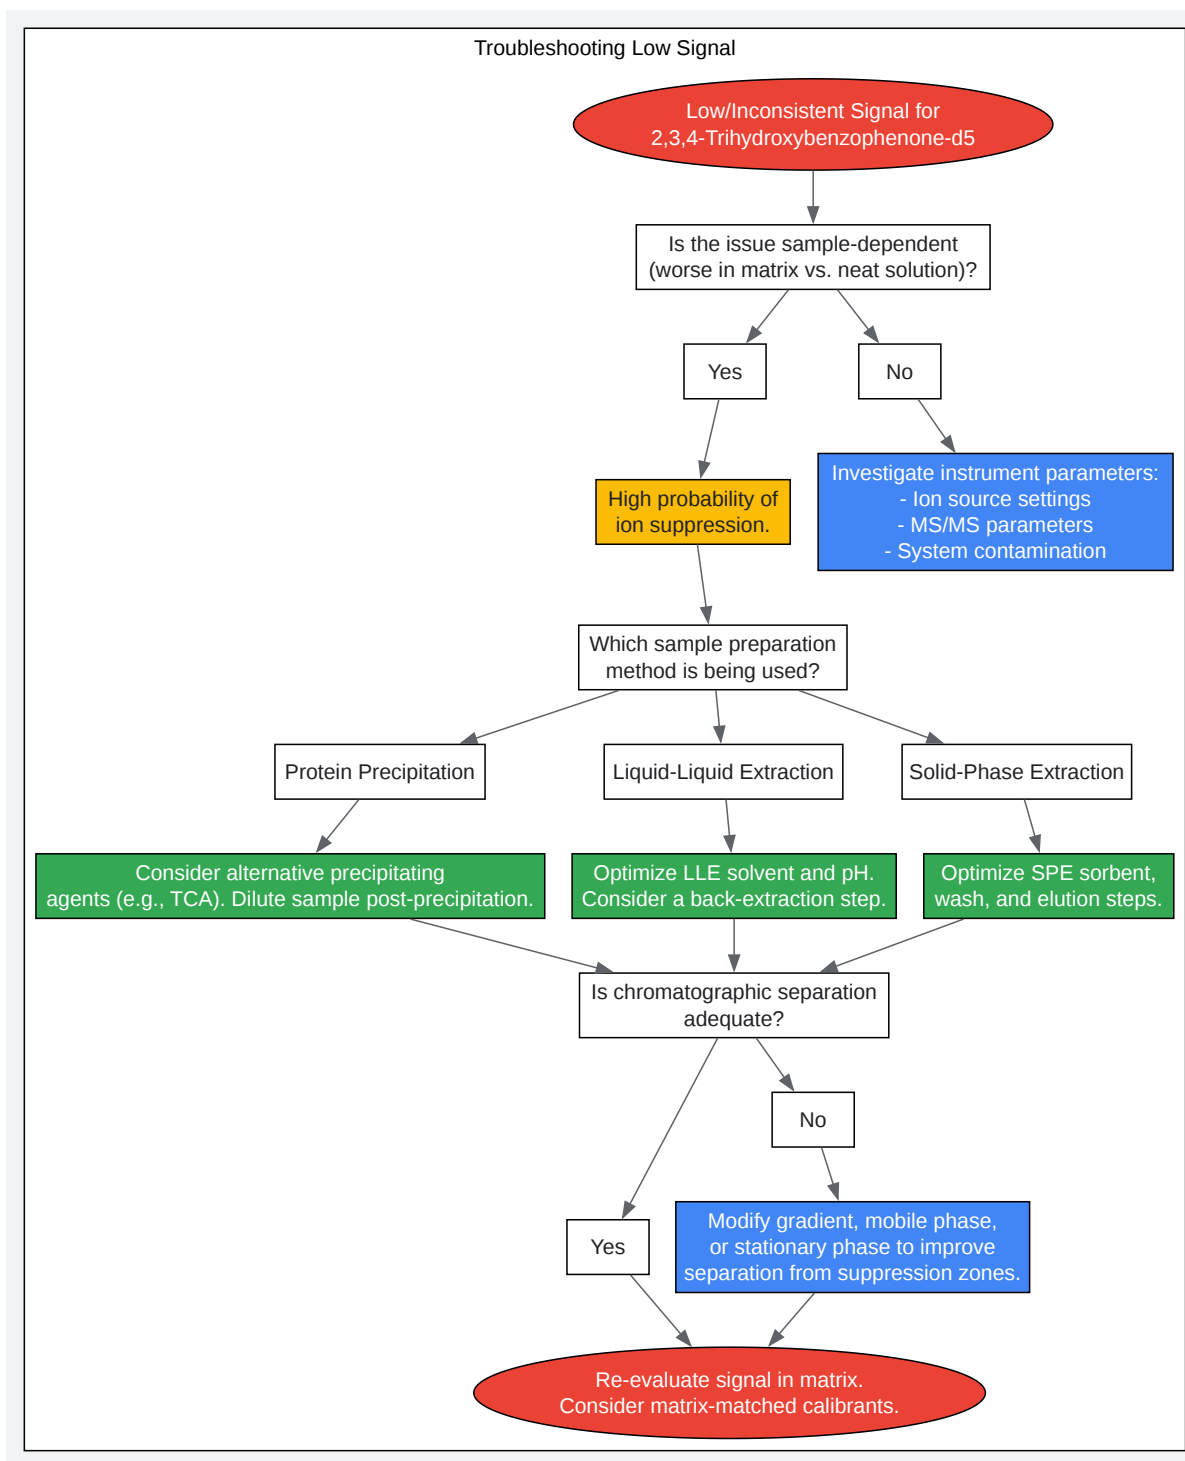 Troubleshooting Low Signal
Low/Inconsistent Signal for
2,3,4-Trihydroxybenzophenone-d5
Is the issue sample-dependent
(worse in matrix vs. neat solution)?
Yes
No
High probability of
ion suppression.
Investigate instrument parameters:
- Ion source settings
- MS/MS parameters
- System contamination
Which sample preparation
method is being used?
Protein Precipitation
Liquid-Liquid Extraction
Solid-Phase Extraction
Consider alternative precipitating
agents (e.g., TCA). Dilute sample post-precipitation.
Optimize LLE solvent and pH.
Consider a back-extraction step.
Optimize SPE sorbent,
wash, and elution steps.
Is chromatographic separation
adequate?
No
Yes
Modify gradient, mobile phase,
or stationary phase to improve
separation from suppression zones.
Re-evaluate signal in matrix.
Consider matrix-matched calibrants.